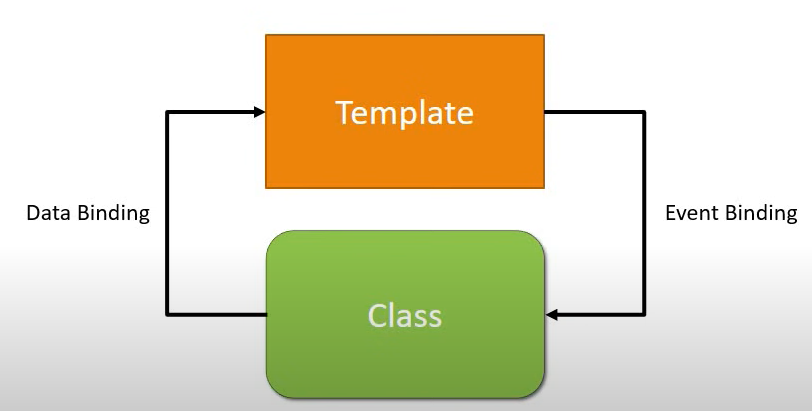 Template
Data Binding
Event Binding
Class